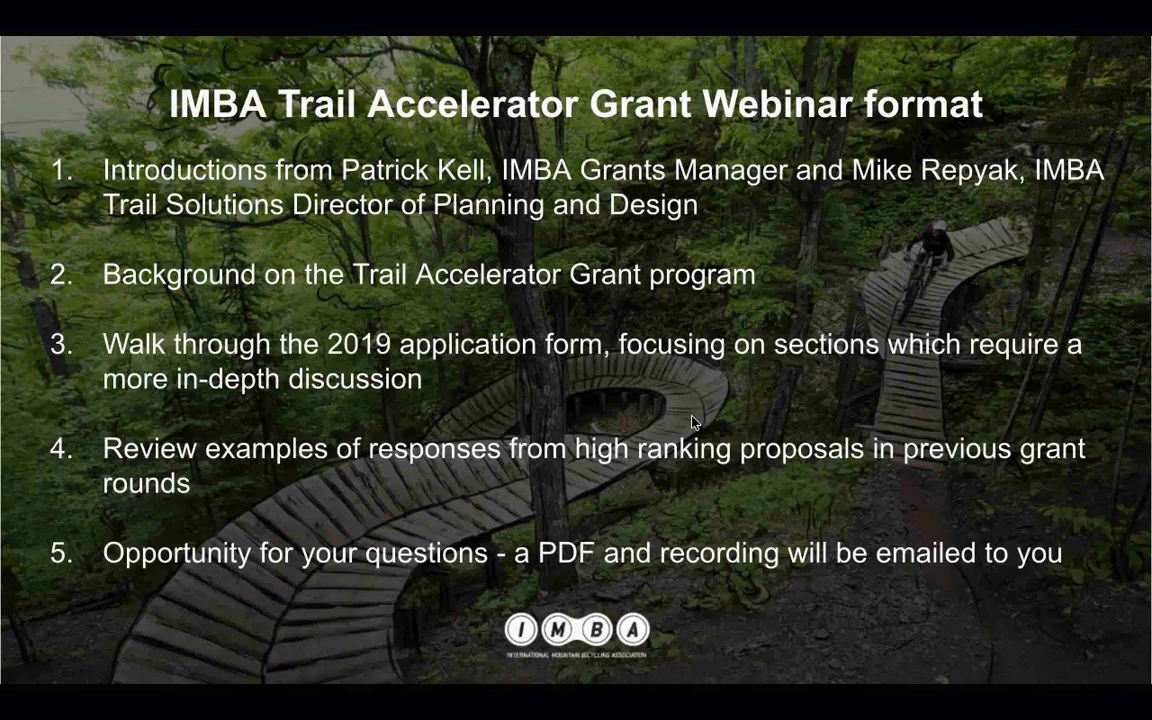 IMBA Trail Accelerator Grant Webinar format
1. Introductions from Patrick Kell, IMBA Grants Manager and Mike Repyak, IMBA
Trail Solutions Director of Planning and Design
2. Background on the Trail Accelerator Grant program
3. Walk through the 2019 application form, focusing on sections which require a
more in-depth discussion
4. Review examples of responses from high ranking proposals in previous grant
rounds
5. Opportunity for your questions - a PDF and recording will be emailed to you
IMBA
INTERNATIONAL MOUNTAIN BICYCLING ASSOCIATION